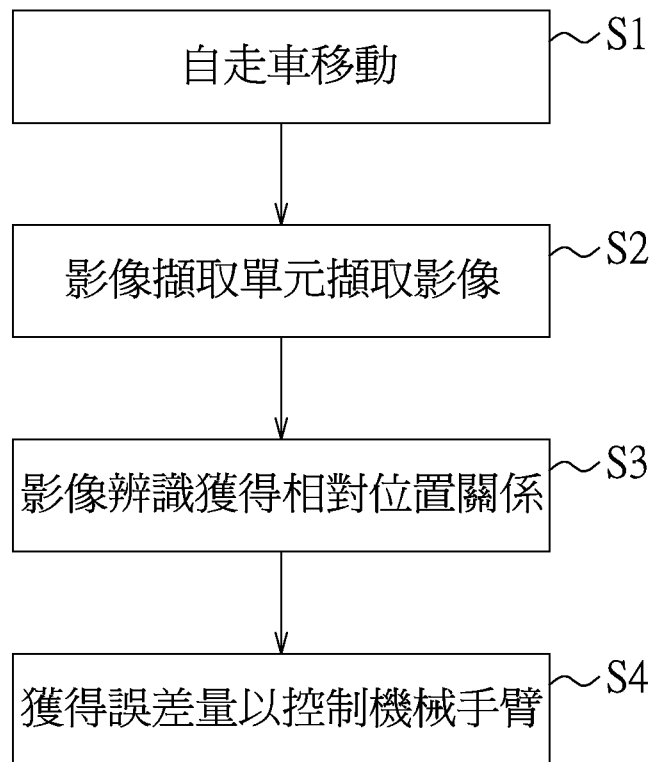 自走車移動
S1
影像擷取單元擷取影像
S2
影像辨識獲得相對位置關係
S3
獲得誤差量以控制機械手臂
S4